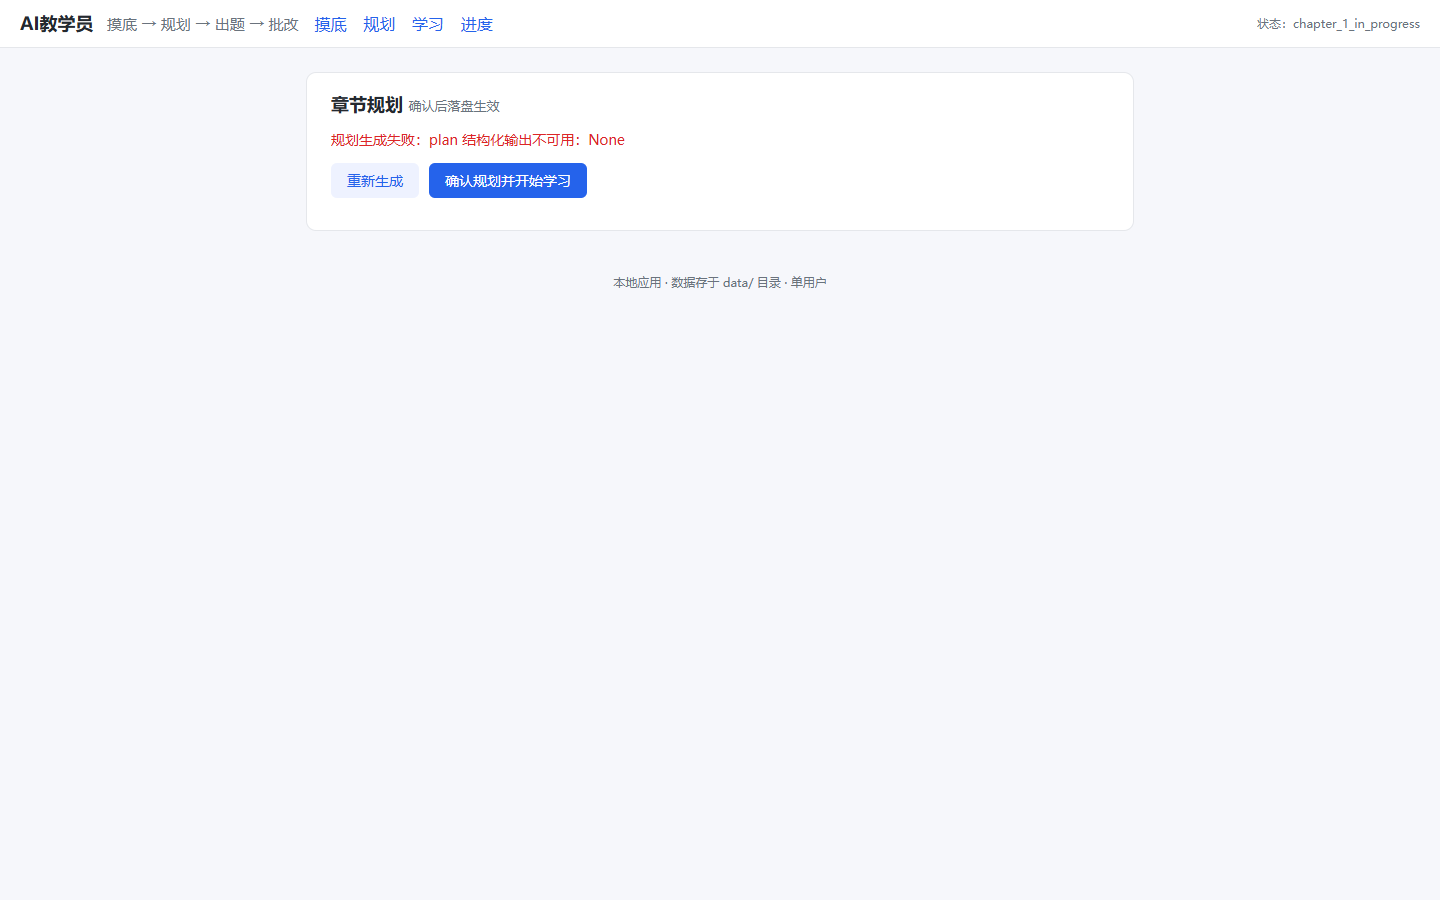 AI教学员 摸底 → 规划 → 出题 → 批改 摸底 规划 学习 进度 状态：chapter_1_in_progress
章节规划 确认后落盘生效
规划生成失败：plan 结构化输出不可用：None
重新生成 确认规划并开始学习
本地应用 · 数据存于 data/ 目录 · 单用户